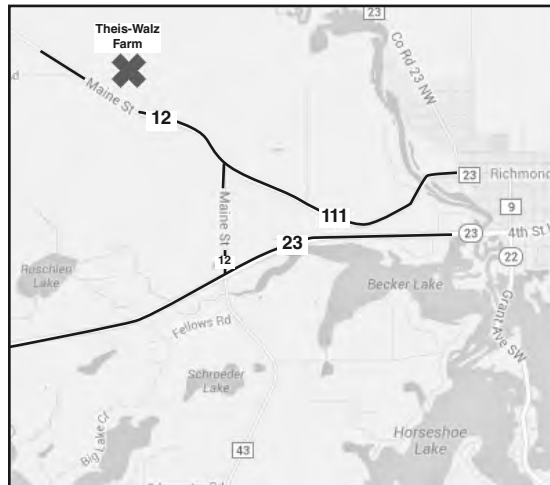 Theis-Walz
Farm
23
Co Rd 23 NW
Maine St
12
23
Richmond
111
9
Maine St
23
23
4th St
22
12
Becker Lake
Grant Ave SW
Fellows Rd
Schroeder
Lake
Big Lake Ct
43
Horseshoe
Lake